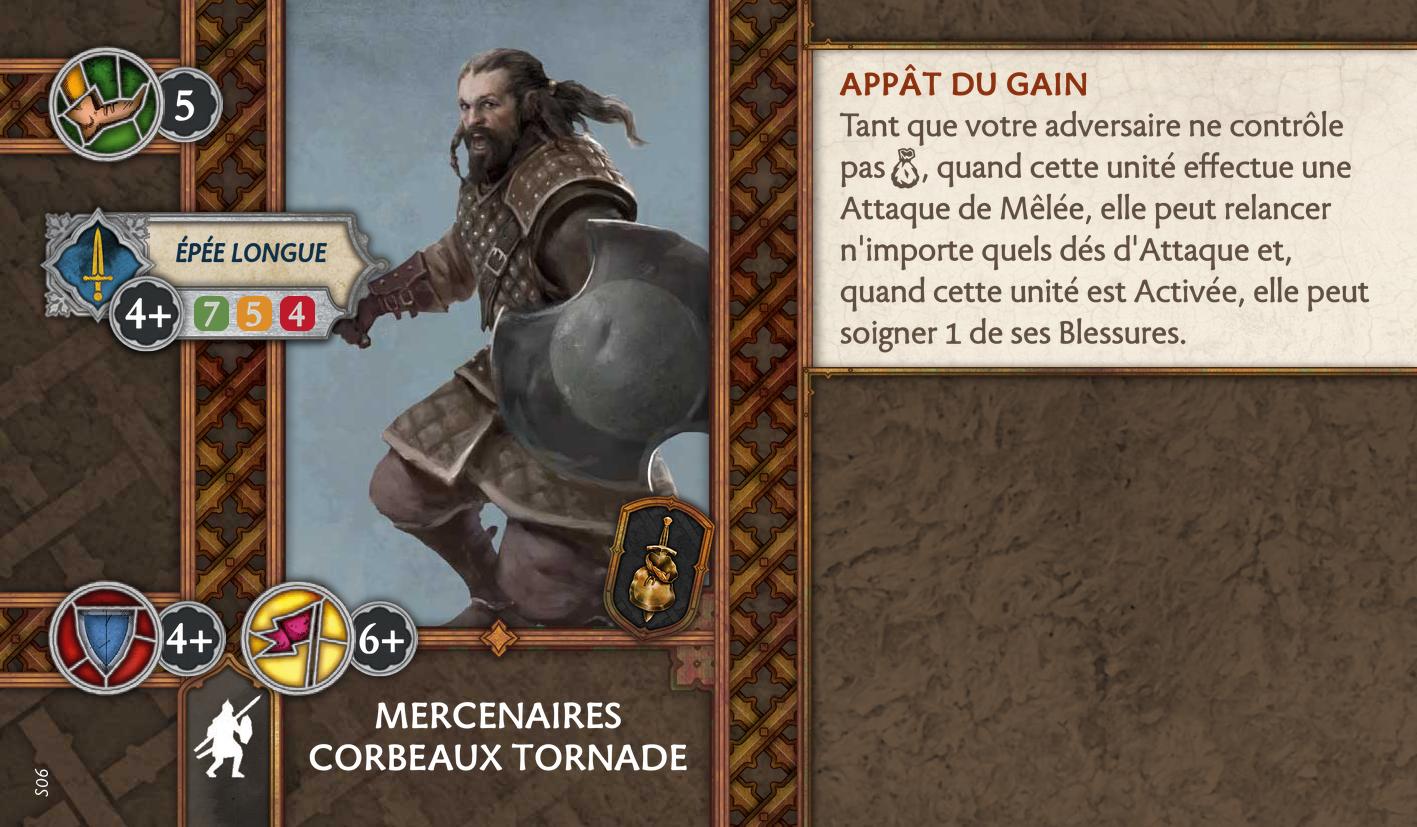 5
ÉPÉE LONGUE
4+ 7 5 4
4+ 6+
MERCENAIRES
CORBEAUX TORNADE
S06
APPÂT DU GAIN
Tant que votre adversaire ne contrôle
pas , quand cette unité effectue une
Attaque de Mêlée, elle peut relancer
n'importe quels dés d'Attaque et,
quand cette unité est Activée, elle peut
soigner 1 de ses Blessures.